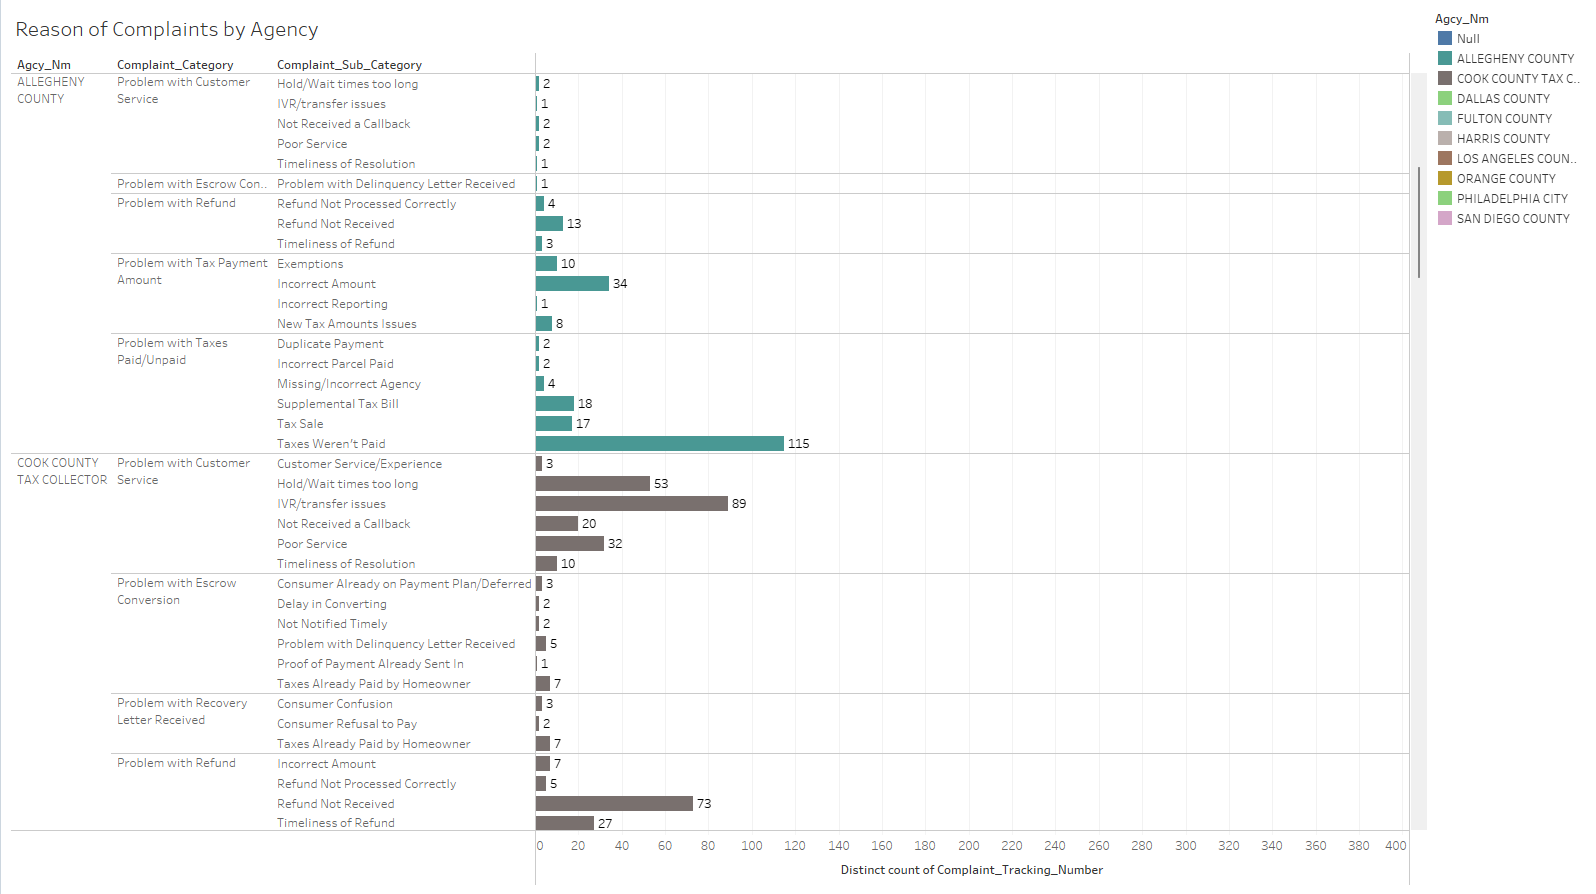 Reason of Complaints by Agency
Agcy_Nm Complaint_Category Complaint_Sub_Category
ALLEGHENY COUNTY Problem with Customer Service Hold/Wait times too long 2
IVR/transfer issues 1
Not Received a Callback 2
Poor Service 2
Timeliness of Resolution 1
Problem with Escrow Con.. Problem with Delinquency Letter Received 1
Problem with Refund Refund Not Processed Correctly 4
Refund Not Received 13
Timeliness of Refund 3
Problem with Tax Payment Amount Exemptions 10
Incorrect Amount 34
Incorrect Reporting 1
New Tax Amounts Issues 8
Problem with Taxes Paid/Unpaid Duplicate Payment 2
Incorrect Parcel Paid 2
Missing/Incorrect Agency 4
Supplemental Tax Bill 18
Tax Sale 17
Taxes Weren't Paid 115
COOK COUNTY TAX COLLECTOR Problem with Customer Service Customer Service/Experience 3
Hold/Wait times too long 53
IVR/transfer issues 89
Not Received a Callback 20
Poor Service 32
Timeliness of Resolution 10
Problem with Escrow Conversion Consumer Already on Payment Plan/Deferred 3
Delay in Converting 2
Not Notified Timely 2
Problem with Delinquency Letter Received 5
Proof of Payment Already Sent In 1
Taxes Already Paid by Homeowner 7
Problem with Recovery Letter Received Consumer Confusion 3
Consumer Refusal to Pay 2
Taxes Already Paid by Homeowner 7
Problem with Refund Incorrect Amount 7
Refund Not Processed Correctly 5
Refund Not Received 73
Timeliness of Refund 27
0 20 40 60 80 100 120 140 160 180 200 220 240 260 280 300 320 340 360 380 400
Distinct count of Complaint_Tracking_Number
Agcy_Nm
Null
ALLEGHENY COUNTY
COOK COUNTY TAX C..
DALLAS COUNTY
FULTON COUNTY
HARRIS COUNTY
LOS ANGELES COUN..
ORANGE COUNTY
PHILADELPHIA CITY
SAN DIEGO COUNTY